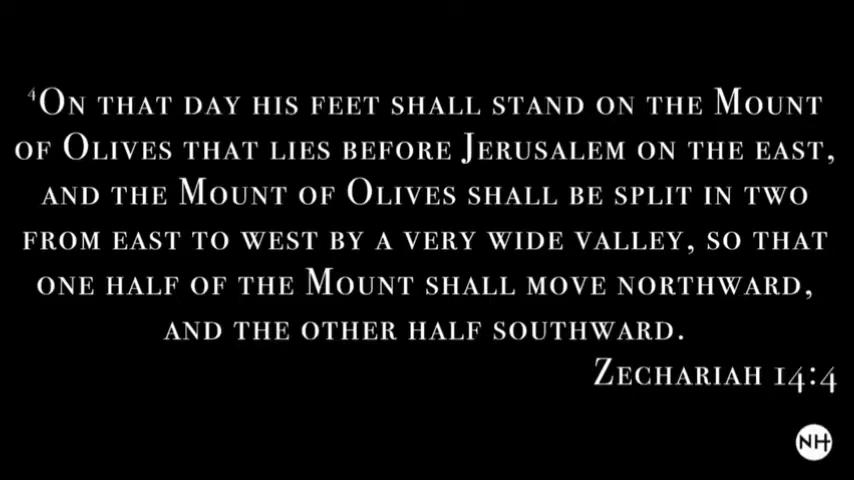 ⁴On that day his feet shall stand on the Mount
of Olives that lies before Jerusalem on the east,
and the Mount of Olives shall be split in two
from east to west by a very wide valley, so that
one half of the Mount shall move northward,
and the other half southward.
Zechariah 14:4
NH